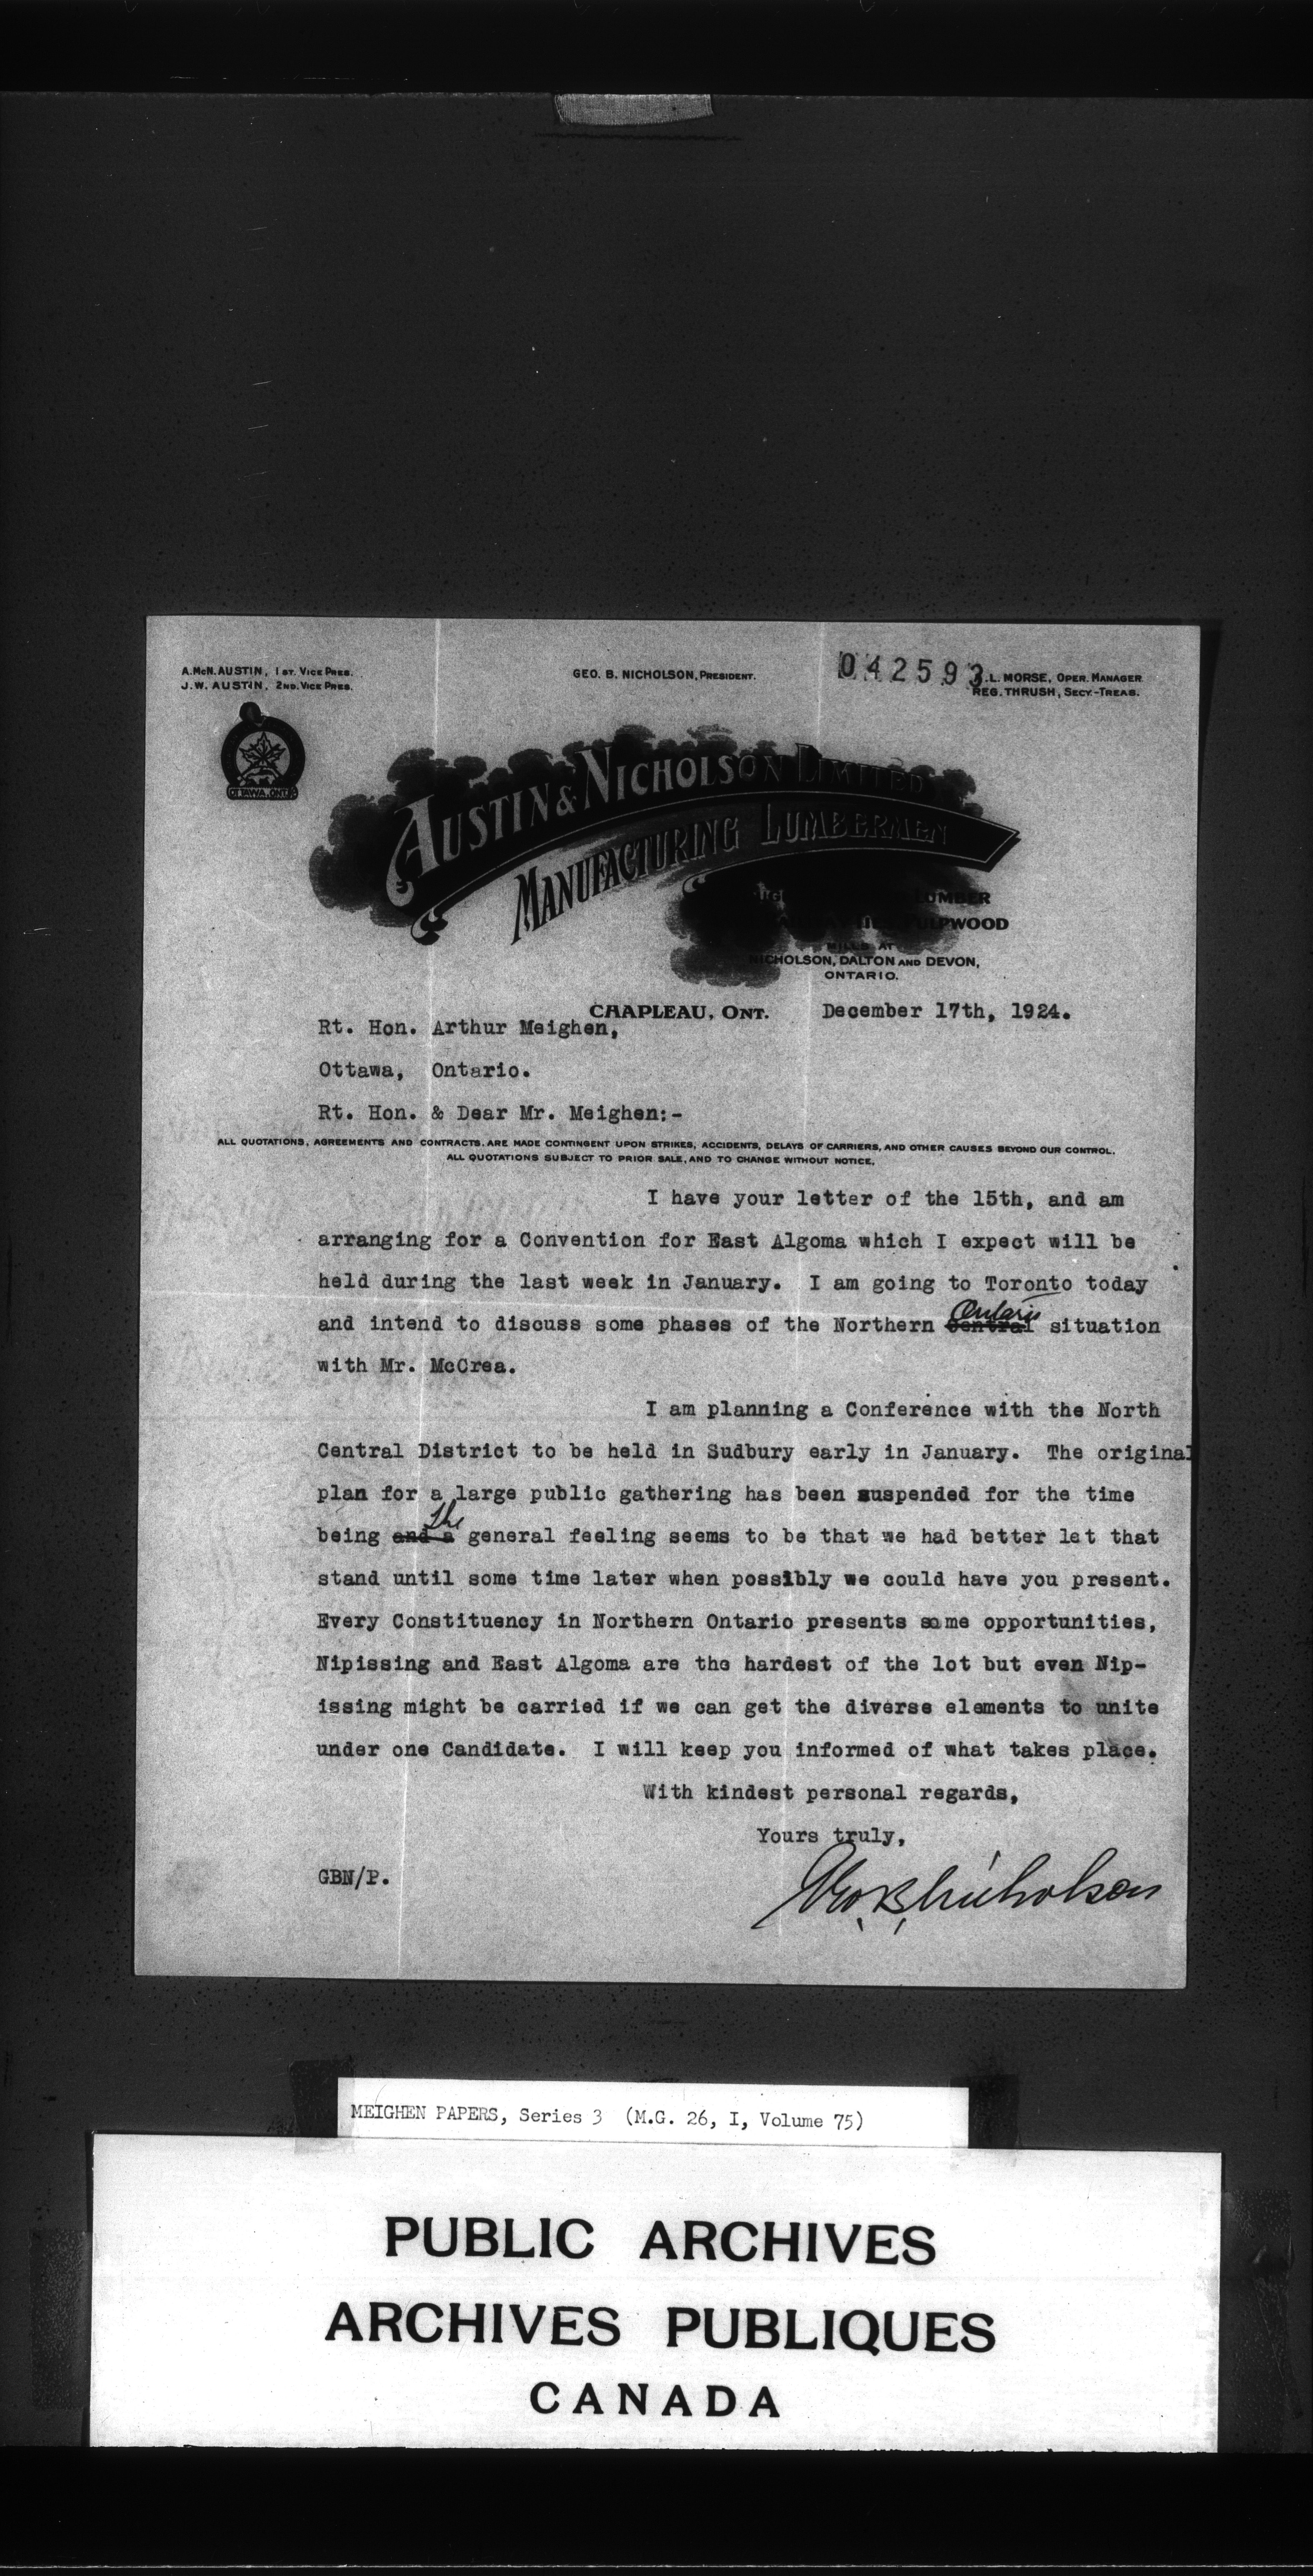 A. McN. AUSTIN, 1ST. VICE PRES.
J.W. AUSTIN, 2ND. VICE PRES.
GEO. B. NICHOLSON, PRESIDENT.
042593
.L. MORSE, OPER. MANAGER
REG. THRUSH, SECY.-TREAS.
OTTAWA, ONT.
AUSTIN & NICHOLSON LIMITED
MANUFACTURING LUMBERMEN
LUMBER
PULPWOOD
MILLS AT
NICHOLSON, DALTON AND DEVON,
ONTARIO.
CHAPLEAU, ONT. December 17th, 1924.
Rt. Hon. Arthur Meighen,
Ottawa, Ontario.
Rt. Hon. & Dear Mr. Meighen:-
ALL QUOTATIONS, AGREEMENTS AND CONTRACTS, ARE MADE CONTINGENT UPON STRIKES, ACCIDENTS, DELAYS OF CARRIERS, AND OTHER CAUSES BEYOND OUR CONTROL.
ALL QUOTATIONS SUBJECT TO PRIOR SALE, AND TO CHANGE WITHOUT NOTICE.
I have your letter of the 15th, and am
arranging for a Convention for East Algoma which I expect will be
held during the last week in January. I am going to Toronto today
Ontario
and intend to discuss some phases of the Northern Central situation
with Mr. McCrea.
I am planning a Conference with the North
Central District to be held in Sudbury early in January. The original
plan for a large public gathering has been suspended for the time
The
being and a general feeling seems to be that we had better let that
stand until some time later when possibly we could have you present.
Every Constituency in Northern Ontario presents some opportunities,
Nipissing and East Algoma are the hardest of the lot but even Nip-
issing might be carried if we can get the diverse elements to unite
under one Candidate. I will keep you informed of what takes place.
With kindest personal regards,
Yours truly,
GBN/P.
Geo. B. Nicholson
MEIGHEN PAPERS, Series 3 (M.G. 26, I, Volume 75)
PUBLIC ARCHIVES
ARCHIVES PUBLIQUES
CANADA